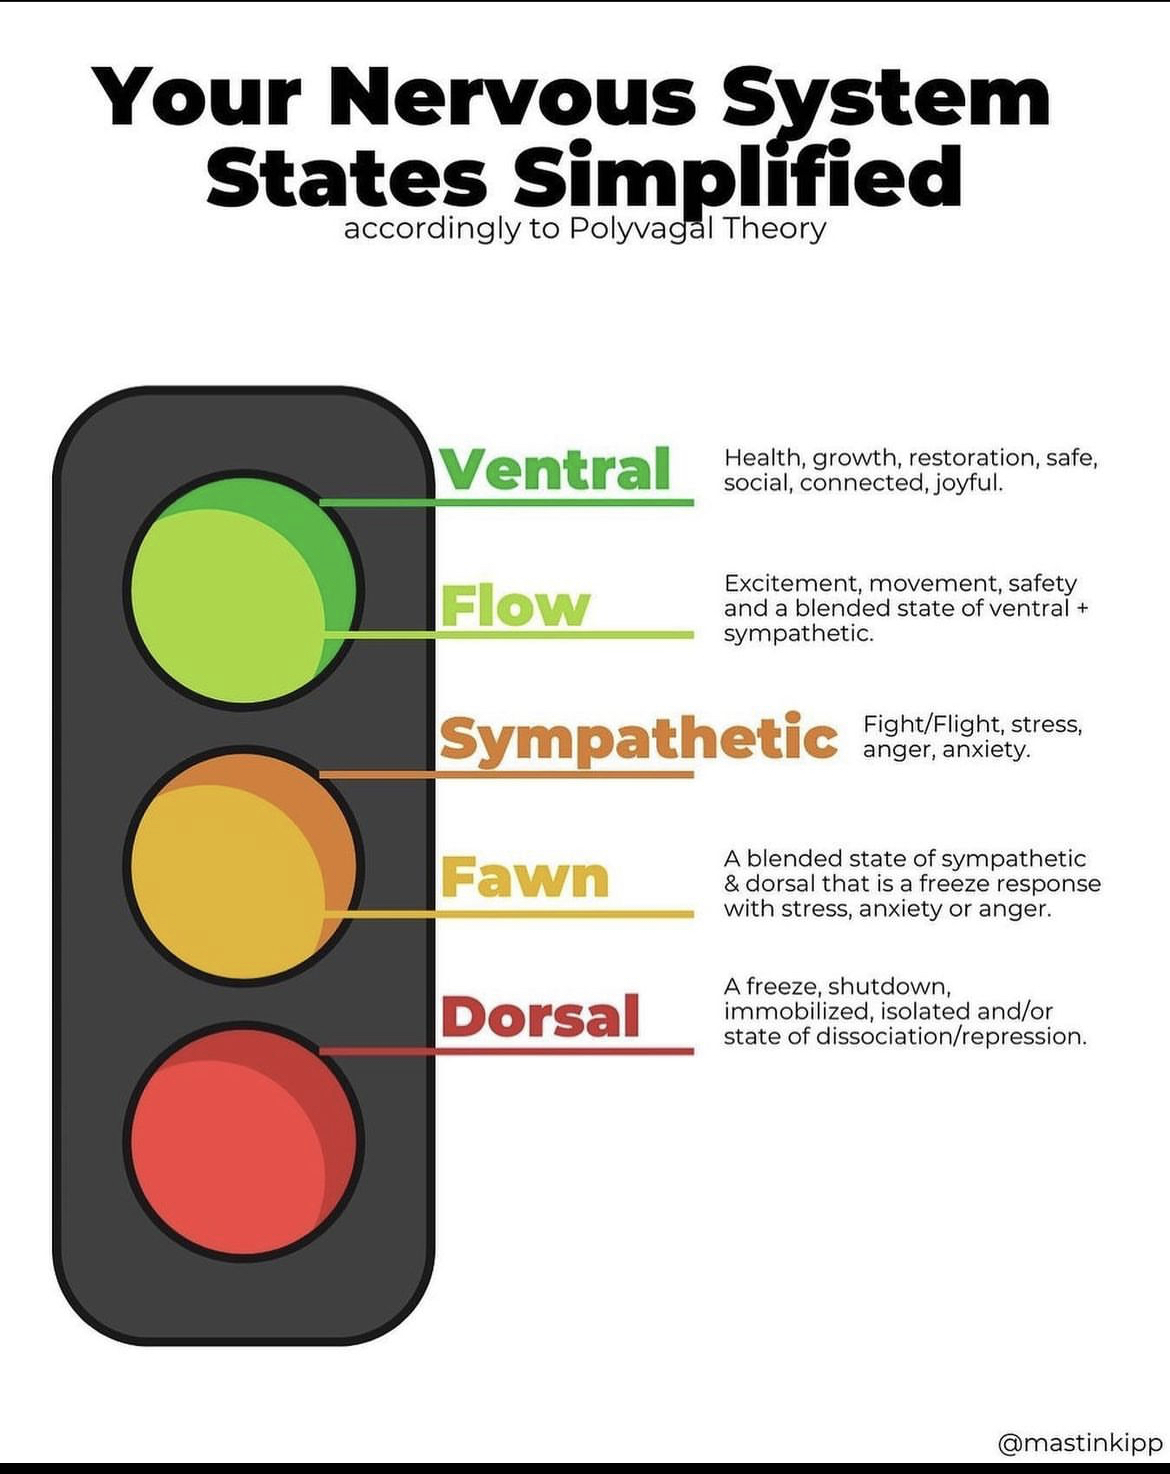 Your Nervous System
States Simplified
accordingly to Polyvagal Theory
Ventral
Health, growth, restoration, safe,
social, connected, joyful.
Flow
Excitement, movement, safety
and a blended state of ventral +
sympathetic.
Sympathetic
Fight/Flight, stress,
anger, anxiety.
Fawn
A blended state of sympathetic
& dorsal that is a freeze response
with stress, anxiety or anger.
Dorsal
A freeze, shutdown,
immobilized, isolated and/or
state of dissociation/repression.
@mastinkipp